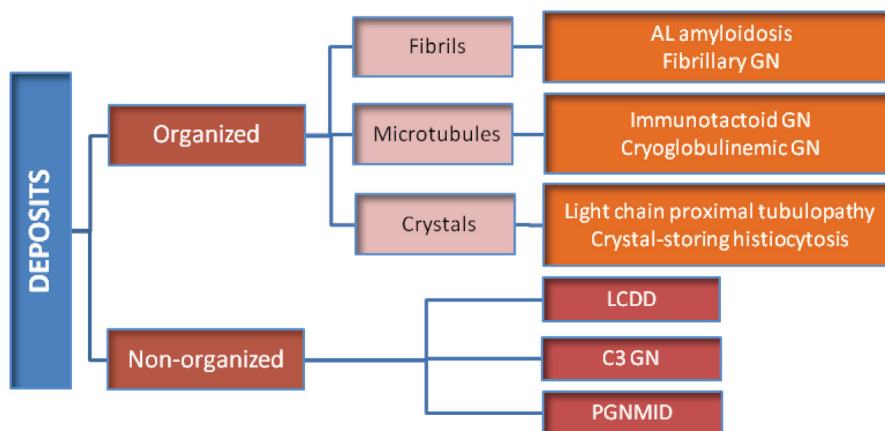 DEPOSITS
Organized
Fibrils
AL amyloidosis
Fibrillary GN
Microtubules
Immunotactoid GN
Cryoglobulinemic GN
Crystals
Light chain proximal tubulopathy
Crystal-storing histiocytosis
Non-organized
LCDD
C3 GN
PGNMID